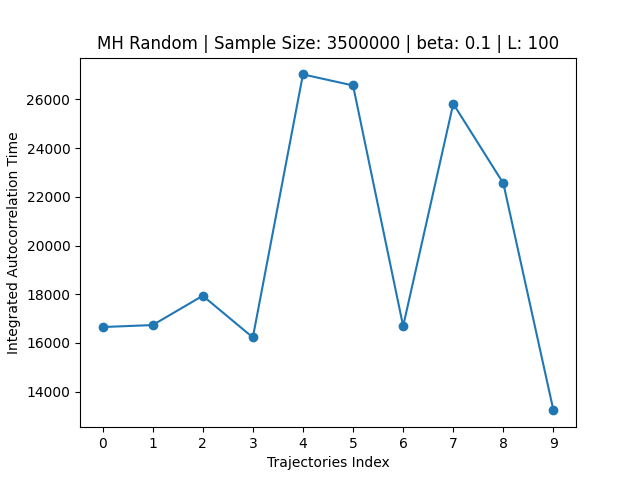 MH Random | Sample Size: 3500000 | beta: 0.1 | L: 100
Integrated Autocorrelation Time
26000
24000
22000
20000
18000
16000
14000
0 1 2 3 4 5 6 7 8 9
Trajectories Index